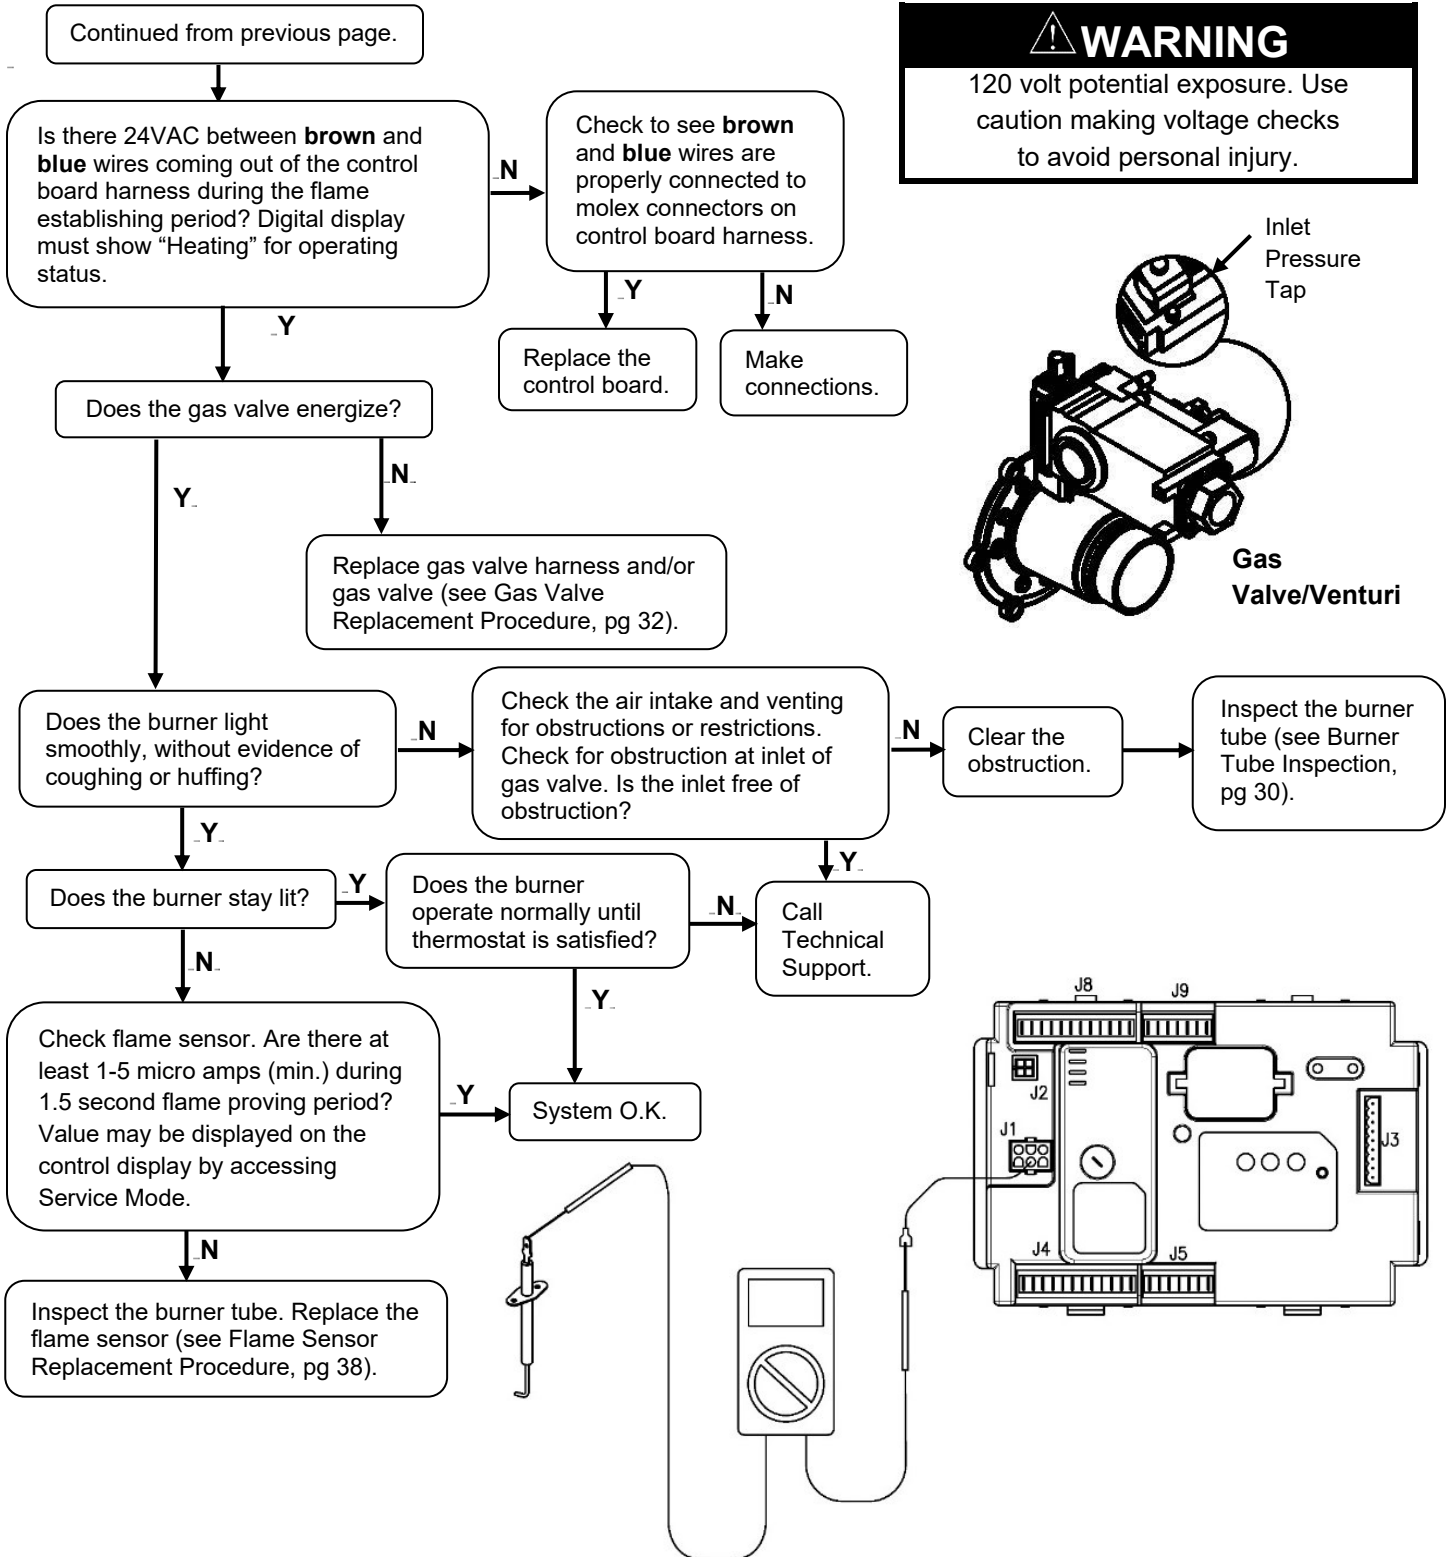 Continued from previous page.
WARNING
120 volt potential exposure. Use
caution making voltage checks
to avoid personal injury.
Is there 24VAC between brown and
blue wires coming out of the control
board harness during the flame
establishing period? Digital display
must show “Heating” for operating
status.
N
Check to see brown
and blue wires are
properly connected to
molex connectors on
control board harness.
Y
N
Replace the
control board.
Make
connections.
Inlet
Pressure
Tap
Gas
Valve/Venturi
Y
Does the gas valve energize?
Y
N
Replace gas valve harness and/or
gas valve (see Gas Valve
Replacement Procedure, pg 32).
Does the burner light
smoothly, without evidence of
coughing or huffing?
N
Check the air intake and venting
for obstructions or restrictions.
Check for obstruction at inlet of
gas valve. Is the inlet free of
obstruction?
N
Clear the
obstruction.
Inspect the burner
tube (see Burner
Tube Inspection,
pg 30).
Y
Y
Does the burner stay lit?
Y
Does the burner
operate normally until
thermostat is satisfied?
N
Call
Technical
Support.
N
Y
Check flame sensor. Are there at
least 1-5 micro amps (min.) during
1.5 second flame proving period?
Value may be displayed on the
control display by accessing
Service Mode.
Y
System O.K.
N
Inspect the burner tube. Replace the
flame sensor (see Flame Sensor
Replacement Procedure, pg 38).
J8
J9
J2
J1
J3
J4
J5